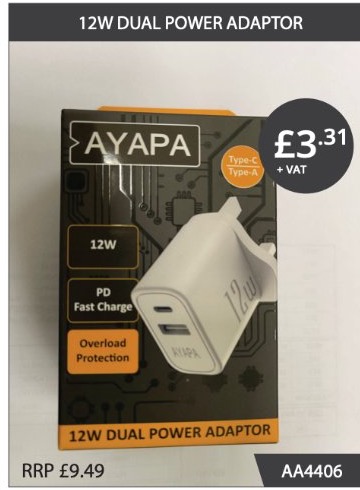 12W DUAL POWER ADAPTOR
AYAPA
Type-C
Type-A
£3.31
+ VAT
12W
PD
Fast Charge
Overload
Protection
12W
AYAPA
12W DUAL POWER ADAPTOR
RRP £9.49
AA4406